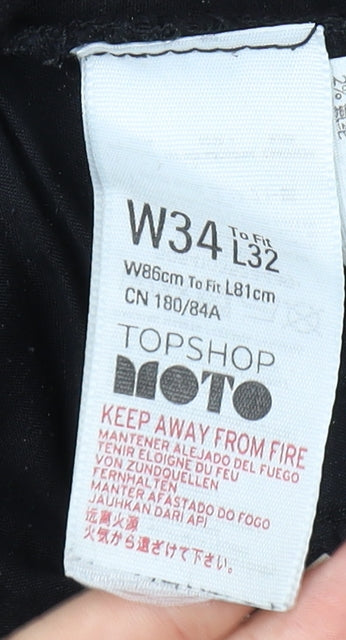 W34 To Fit L32
W86cm To Fit L81cm
CN 180/84A
TOPSHOP
MOTO
KEEP AWAY FROM FIRE
MANTENER ALEJADO DEL FUEGO
TENIR ELOIGNE DU FEU
VON ZUNDQUELLEN
FERNHALTEN
MANTER AFASTADO DO FOGO
JAUHKAN DARI API
远离火源
火気から遠ざけて下さい。